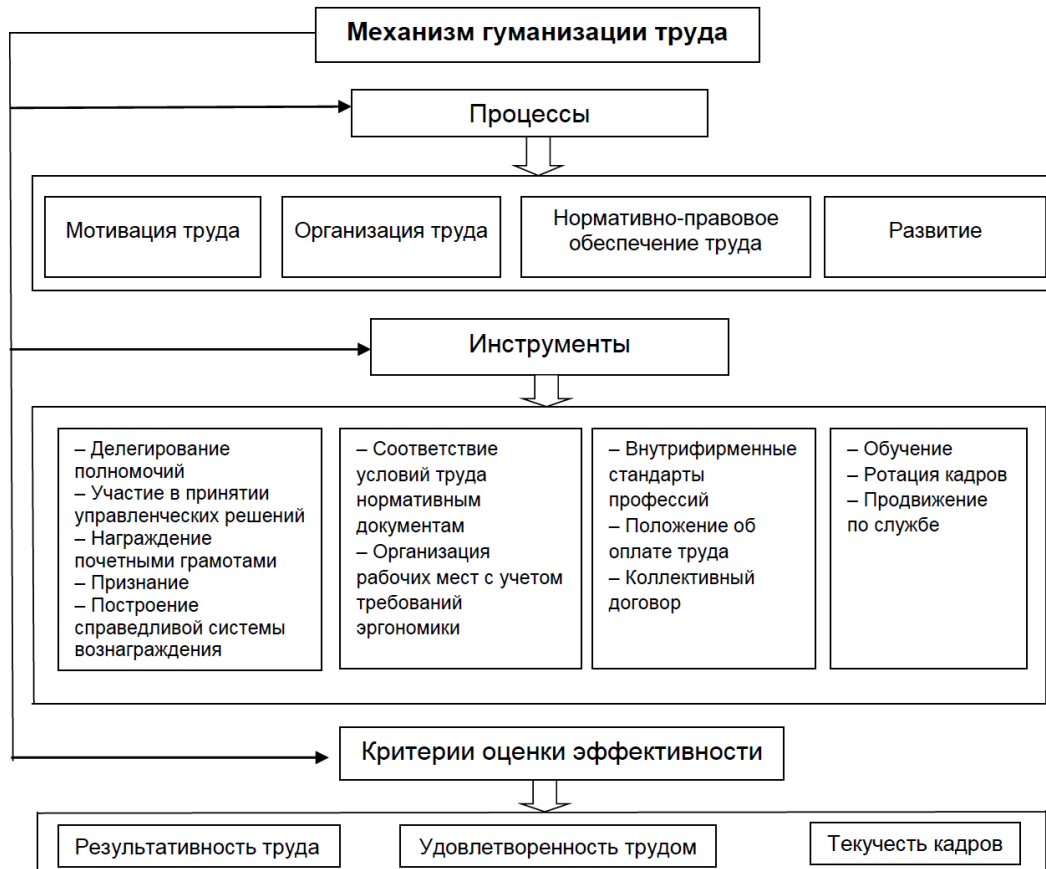 Механизм гуманизации труда
Процессы
Мотивация труда
Организация труда
Нормативно-правовое
обеспечение труда
Развитие
Инструменты
– Делегирование
полномочий
– Участие в принятии
управленческих решений
– Награждение
почетными грамотами
– Признание
– Построение
справедливой системы
вознаграждения
– Соответствие
условий труда
нормативным
документам
– Организация
рабочих мест с учетом
требований
эргономики
– Внутрифирменные
стандарты
профессий
– Положение об
оплате труда
– Коллективный
договор
– Обучение
– Ротация кадров
– Продвижение
по службе
Критерии оценки эффективности
Результативность труда
Удовлетворенность трудом
Текучесть кадров